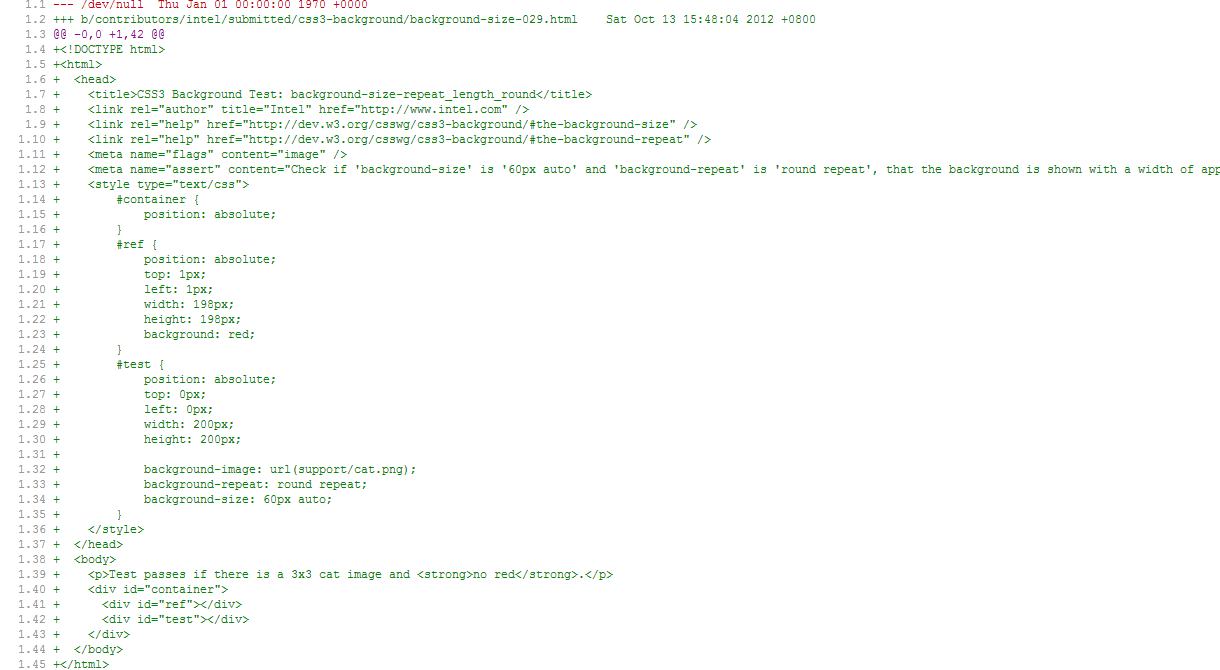 1.1 --- /dev/null  Thu Jan 01 00:00:00 1970 +0000
1.2 +++ b/contributors/intel/submitted/css3-background/background-size-029.html    Sat Oct 13 15:48:04 2012 +0800
1.3 @@ -0,0 +1,42 @@
1.4 +<!DOCTYPE html>
1.5 +<html>
1.6 +  <head>
1.7 +    <title>CSS3 Background Test: background-size-repeat_length_round</title>
1.8 +    <link rel="author" title="Intel" href="http://www.intel.com" />
1.9 +    <link rel="help" href="http://dev.w3.org/csswg/css3-background/#the-background-size" />
1.10 +    <link rel="help" href="http://dev.w3.org/csswg/css3-background/#the-background-repeat" />
1.11 +    <meta name="flags" content="image" />
1.12 +    <meta name="assert" content="Check if 'background-size' is '60px auto' and 'background-repeat' is 'round repeat', that the background is shown with a width of app
1.13 +    <style type="text/css">
1.14 +        #container {
1.15 +            position: absolute;
1.16 +        }
1.17 +        #ref {
1.18 +            position: absolute;
1.19 +            top: 1px;
1.20 +            left: 1px;
1.21 +            width: 198px;
1.22 +            height: 198px;
1.23 +            background: red;
1.24 +        }
1.25 +        #test {
1.26 +            position: absolute;
1.27 +            top: 0px;
1.28 +            left: 0px;
1.29 +            width: 200px;
1.30 +            height: 200px;
1.31 +
1.32 +            background-image: url(support/cat.png);
1.33 +            background-repeat: round repeat;
1.34 +            background-size: 60px auto;
1.35 +        }
1.36 +    </style>
1.37 +  </head>
1.38 +  <body>
1.39 +    <p>Test passes if there is a 3x3 cat image and <strong>no red</strong>.</p>
1.40 +    <div id="container">
1.41 +      <div id="ref"></div>
1.42 +      <div id="test"></div>
1.43 +    </div>
1.44 +  </body>
1.45 +</html>